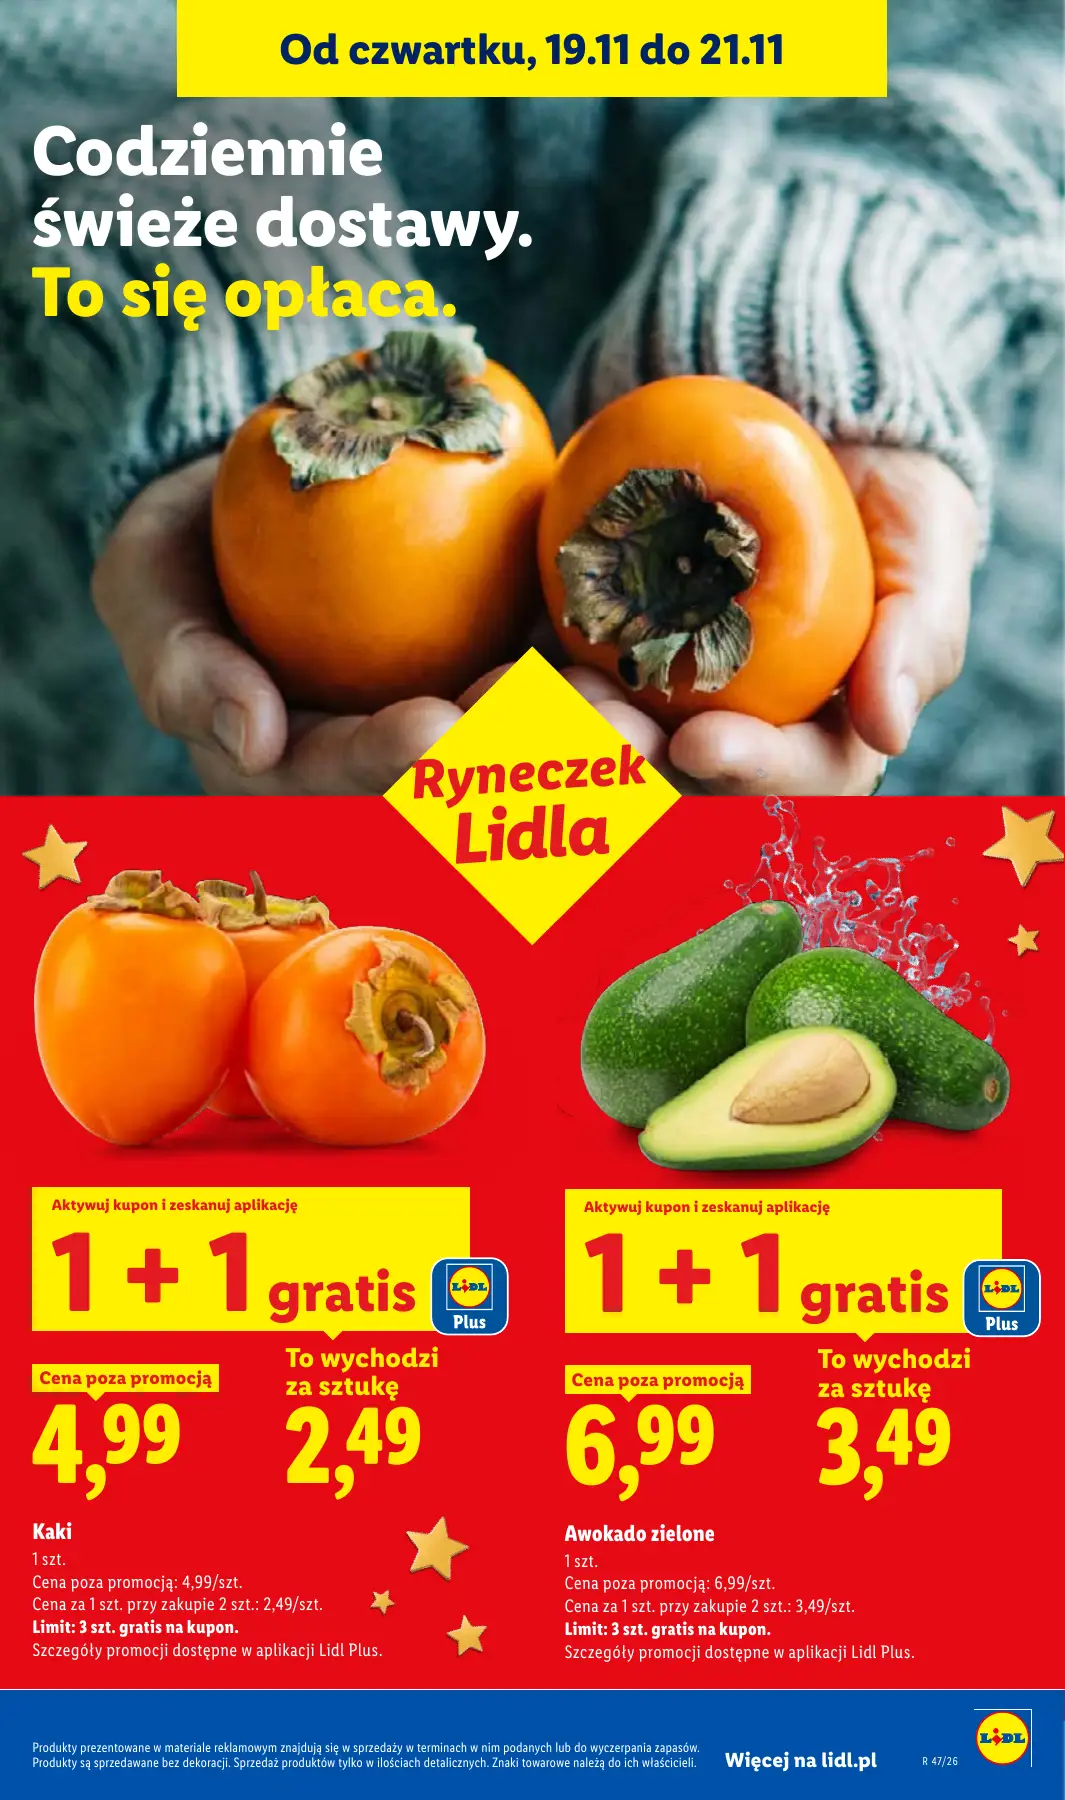 Od czwartku, 19.11 do 21.11
Codziennie
świeże dostawy.
To się opłaca.
Ryneczek
Lidla
Aktywuj kupon i zeskanuj aplikację
1 + 1 gratis
LIDL
Plus
Cena poza promocją
4,99
To wychodzi
za sztukę
2,49
Kaki
1 szt.
Cena poza promocją: 4,99/szt.
Cena za 1 szt. przy zakupie 2 szt.: 2,49/szt.
Limit: 3 szt. gratis na kupon.
Szczegóły promocji dostępne w aplikacji Lidl Plus.
Aktywuj kupon i zeskanuj aplikację
1 + 1 gratis
LIDL
Plus
Cena poza promocją
6,99
To wychodzi
za sztukę
3,49
Awokado zielone
1 szt.
Cena poza promocją: 6,99/szt.
Cena za 1 szt. przy zakupie 2 szt.: 3,49/szt.
Limit: 3 szt. gratis na kupon.
Szczegóły promocji dostępne w aplikacji Lidl Plus.
Produkty prezentowane w materiale reklamowym znajdują się w sprzedaży w terminach w nim podanych lub do wyczerpania zapasów.
Produkty są sprzedawane bez dekoracji. Sprzedaż produktów tylko w ilościach detalicznych. Znaki towarowe należą do ich właścicieli.
Więcej na lidl.pl
R 47/26
LIDL